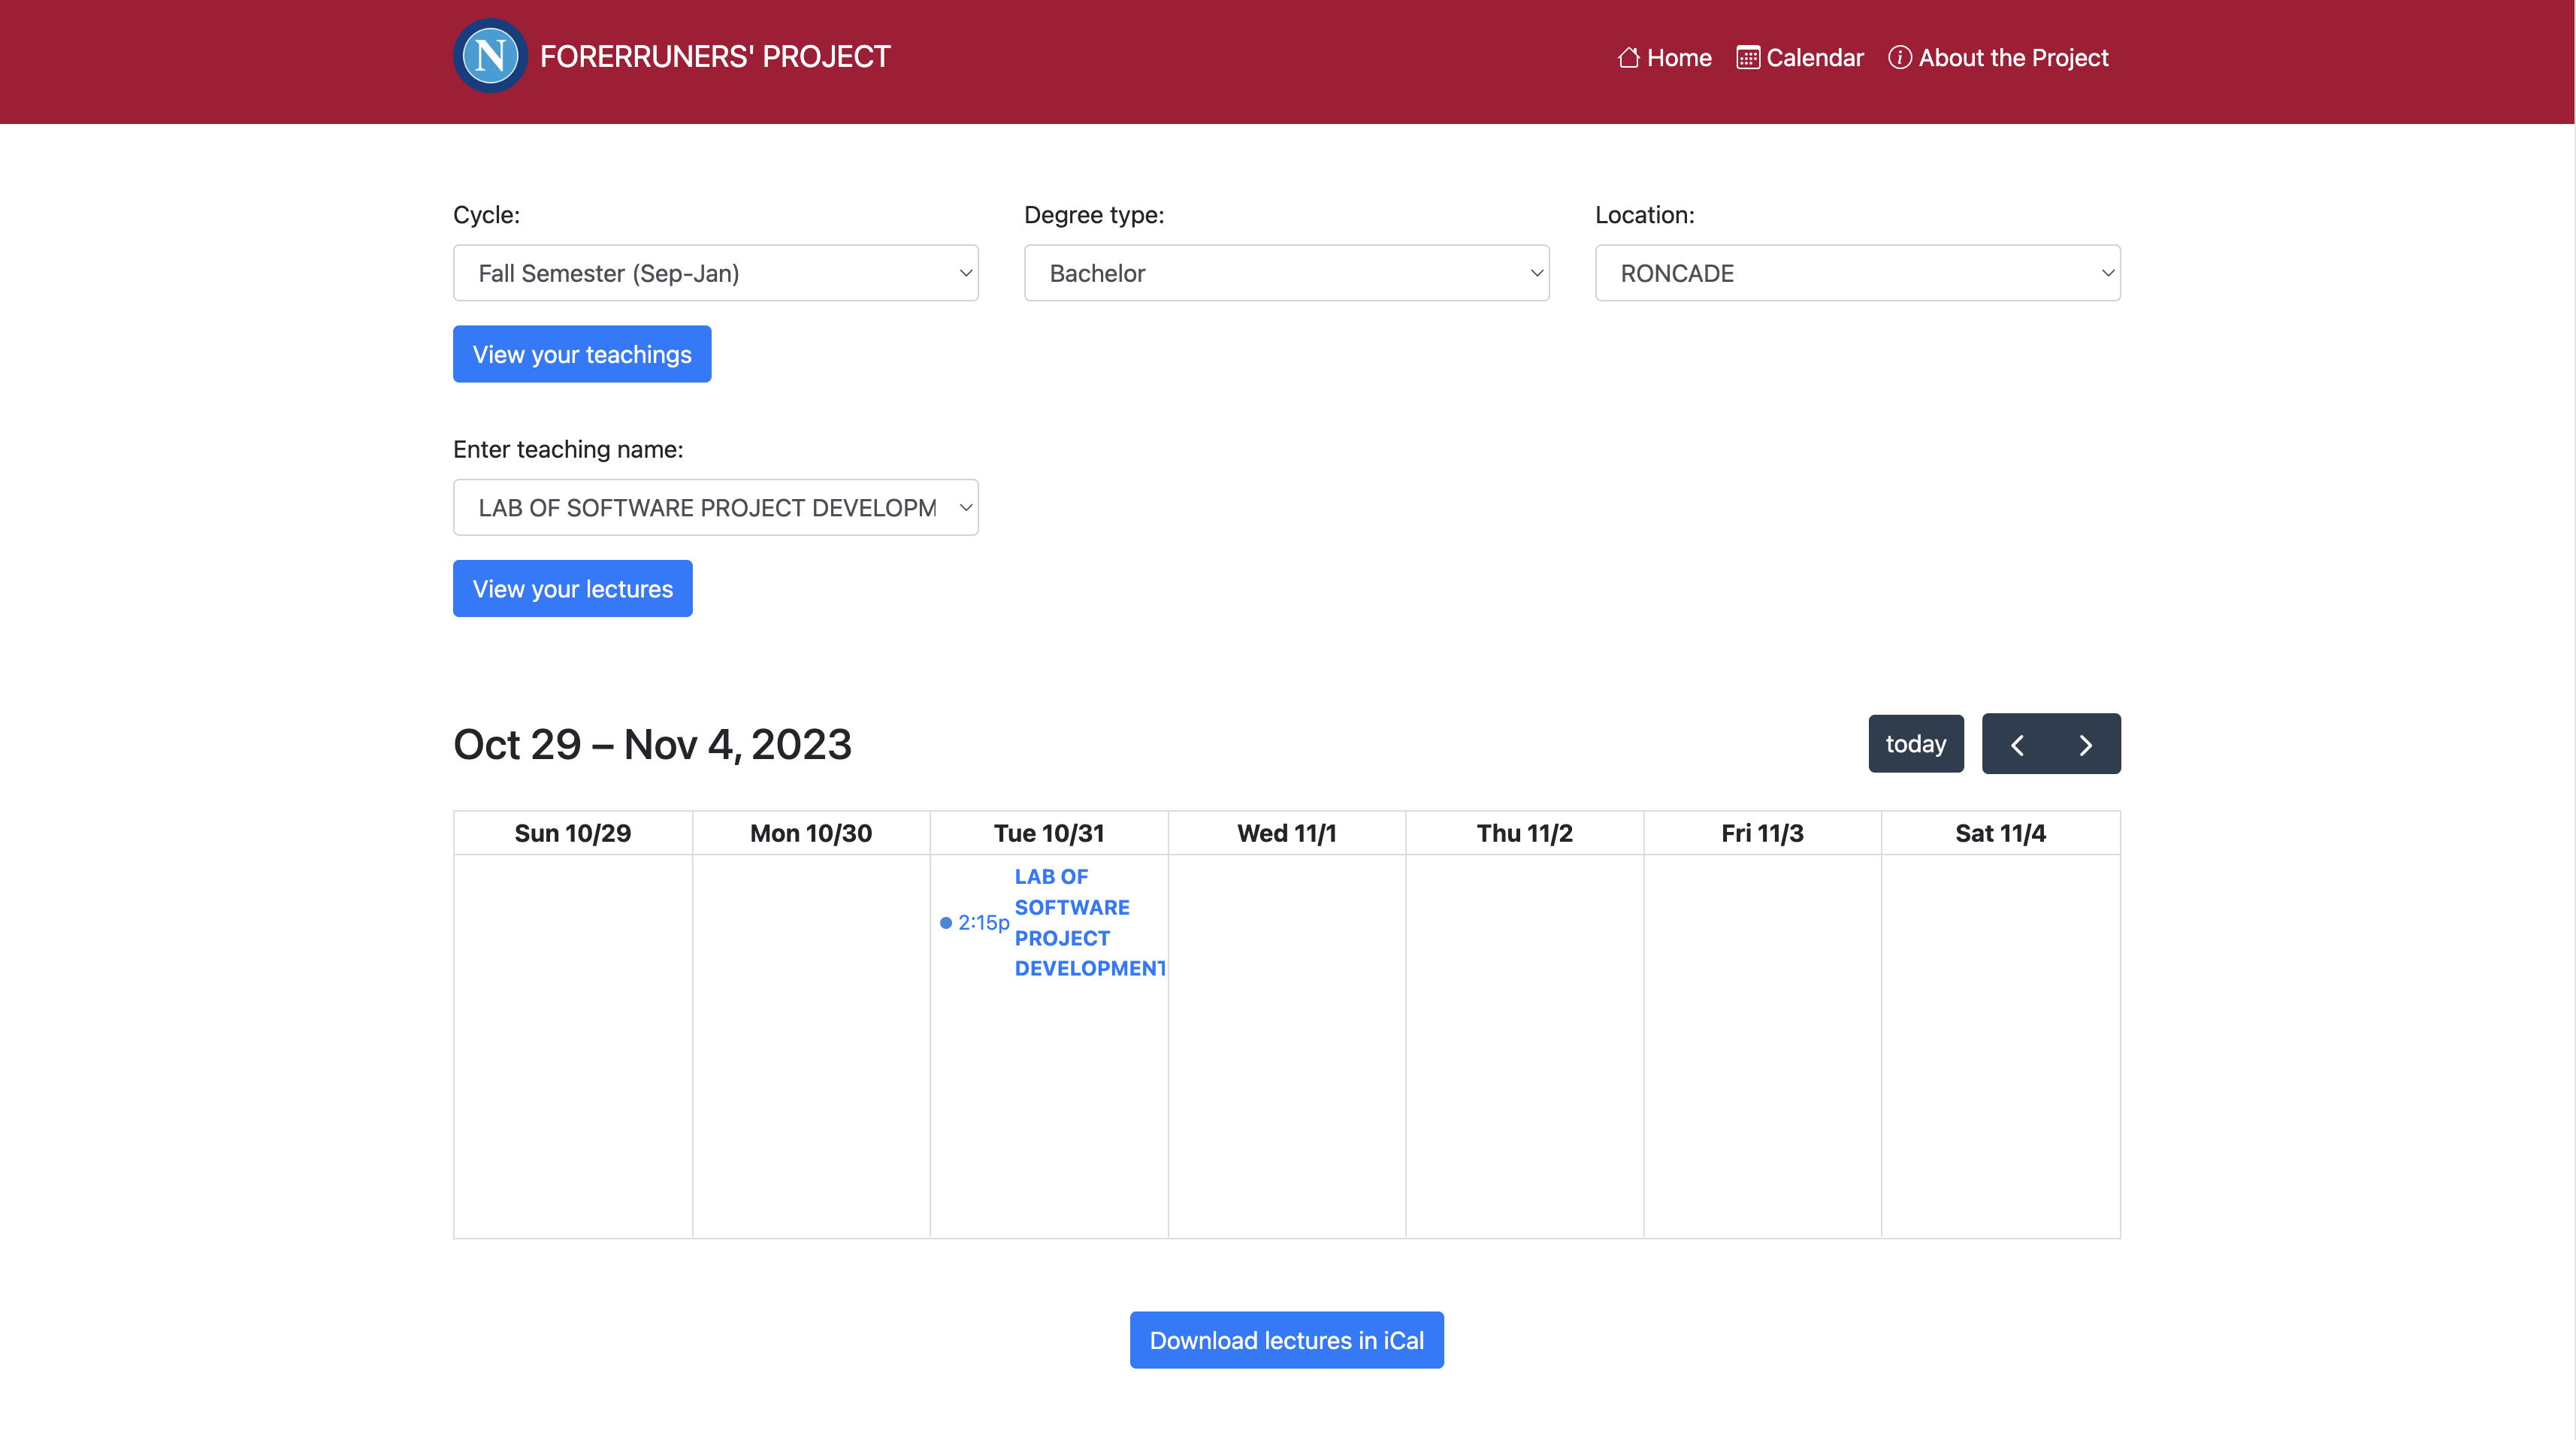 N FORERRUNERS' PROJECT
Home Calendar About the Project
Cycle:
Fall Semester (Sep-Jan)
Degree type:
Bachelor
Location:
RONCADE
View your teachings
Enter teaching name:
LAB OF SOFTWARE PROJECT DEVELOPM
View your lectures
Oct 29 – Nov 4, 2023
today
Sun 10/29 Mon 10/30 Tue 10/31 Wed 11/1 Thu 11/2 Fri 11/3 Sat 11/4
2:15p
LAB OF
SOFTWARE
PROJECT
DEVELOPMENT
Download lectures in iCal